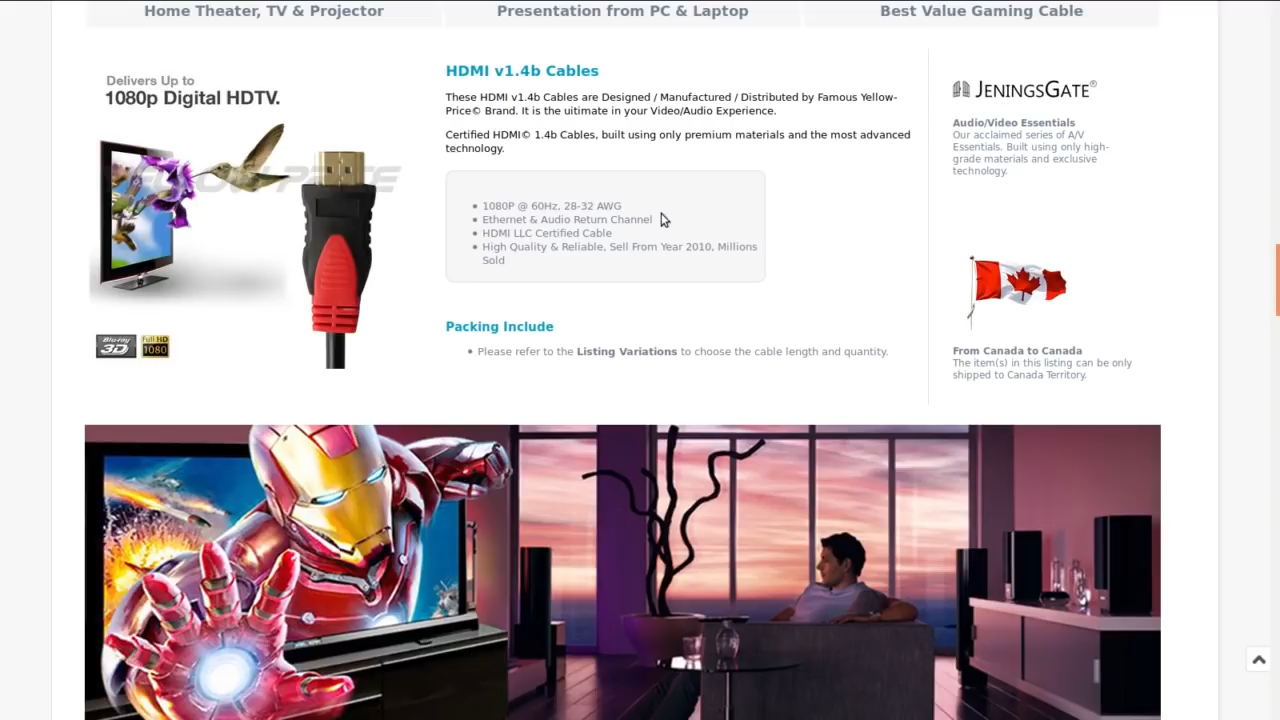 Home Theater, TV & Projector
Presentation from PC & Laptop
Best Value Gaming Cable
Delivers Up to
1080p Digital HDTV.
YELLOW PRICE
Blu-ray
3D
Full HD
1080
HDMI v1.4b Cables
These HDMI v1.4b Cables are Designed / Manufactured / Distributed by Famous Yellow-
Price© Brand. It is the ultimate in your Video/Audio Experience.
Certified HDMI© 1.4b Cables, built using only premium materials and the most advanced
technology.
1080P @ 60Hz, 28-32 AWG
Ethernet & Audio Return Channel
HDMI LLC Certified Cable
High Quality & Reliable, Sell From Year 2010, Millions
Sold
Packing Include
Please refer to the Listing Variations to choose the cable length and quantity.
JENINGSGATE®
Audio/Video Essentials
Our acclaimed series of A/V
Essentials. Built using only high-
grade materials and exclusive
technology.
From Canada to Canada
The item(s) in this listing can be only
shipped to Canada Territory.